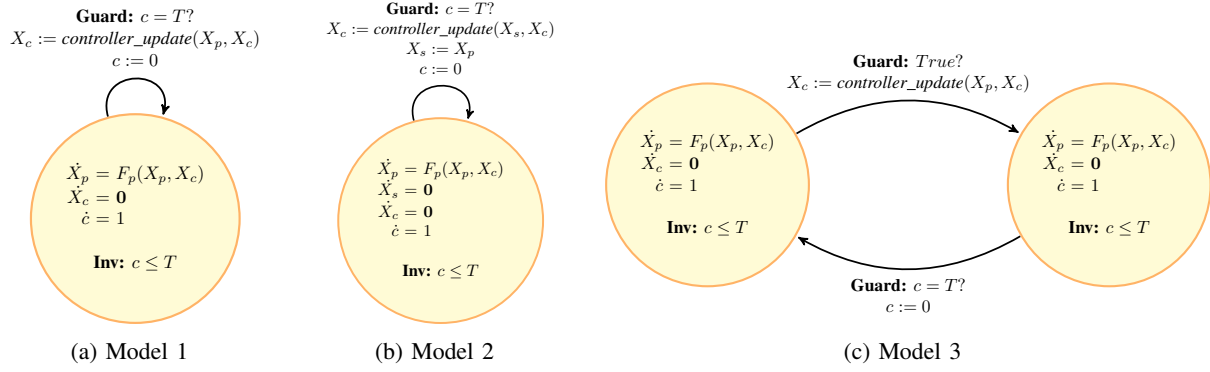 Guard: c = T?
X_c := controller_update(X_p, X_c)
c := 0
Ẋ_p = F_p(X_p, X_c)
Ẋ_c = 0
ċ = 1
Inv: c ≤ T
(a) Model 1
Guard: c = T?
X_c := controller_update(X_s, X_c)
X_s := X_p
c := 0
Ẋ_p = F_p(X_p, X_c)
Ẋ_s = 0
Ẋ_c = 0
ċ = 1
Inv: c ≤ T
(b) Model 2
Guard: True?
X_c := controller_update(X_p, X_c)
Ẋ_p = F_p(X_p, X_c)
Ẋ_c = 0
ċ = 1
Inv: c ≤ T
Ẋ_p = F_p(X_p, X_c)
Ẋ_c = 0
ċ = 1
Inv: c ≤ T
Guard: c = T?
c := 0
(c) Model 3